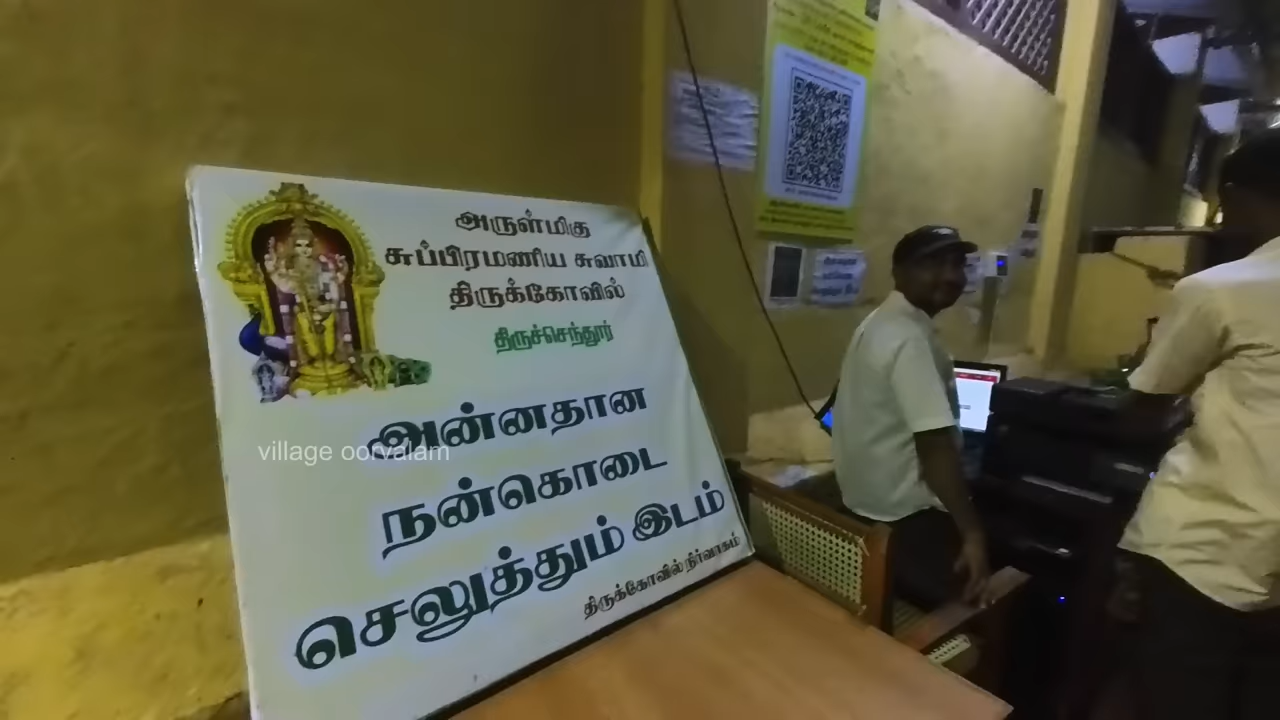 அருள்மிகு
சுப்பிரமணிய சுவாமி
திருக்கோவில்
திருச்செந்தூர்
அன்னதான
நன்கொடை
செலுத்தும் இடம்
திருக்கோவில் நிர்வாகம்
village oorvalam